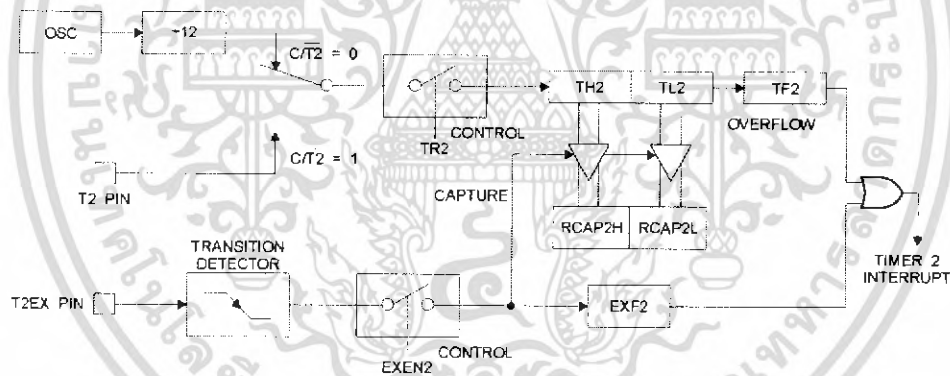 OSC
÷12
C/T2 = 0
TH2
TL2
TF2
CONTROL
OVERFLOW
TR2
C/T2 = 1
T2 PIN
CAPTURE
RCAP2H
RCAP2L
TRANSITION
DETECTOR
TIMER 2
INTERRUPT
T2EX PIN
EXF2
CONTROL
EXEN2